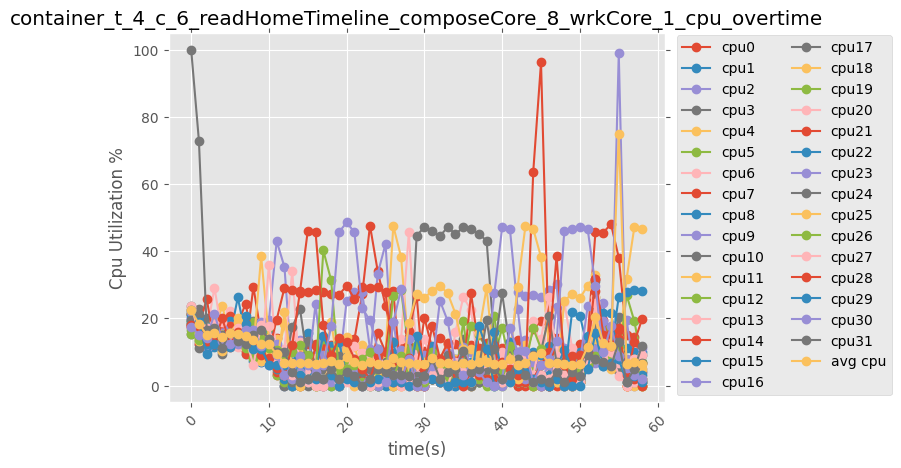 container_t_4_c_6_readHomeTimeline_composeCore_8_wrkCore_1_cpu_overtime
100
80
60
40
20
0
Cpu Utilization %
0
10
20
30
40
50
60
time(s)
cpu0
cpu1
cpu2
cpu3
cpu4
cpu5
cpu6
cpu7
cpu8
cpu9
cpu10
cpu11
cpu12
cpu13
cpu14
cpu15
cpu16
cpu17
cpu18
cpu19
cpu20
cpu21
cpu22
cpu23
cpu24
cpu25
cpu26
cpu27
cpu28
cpu29
cpu30
cpu31
avg cpu